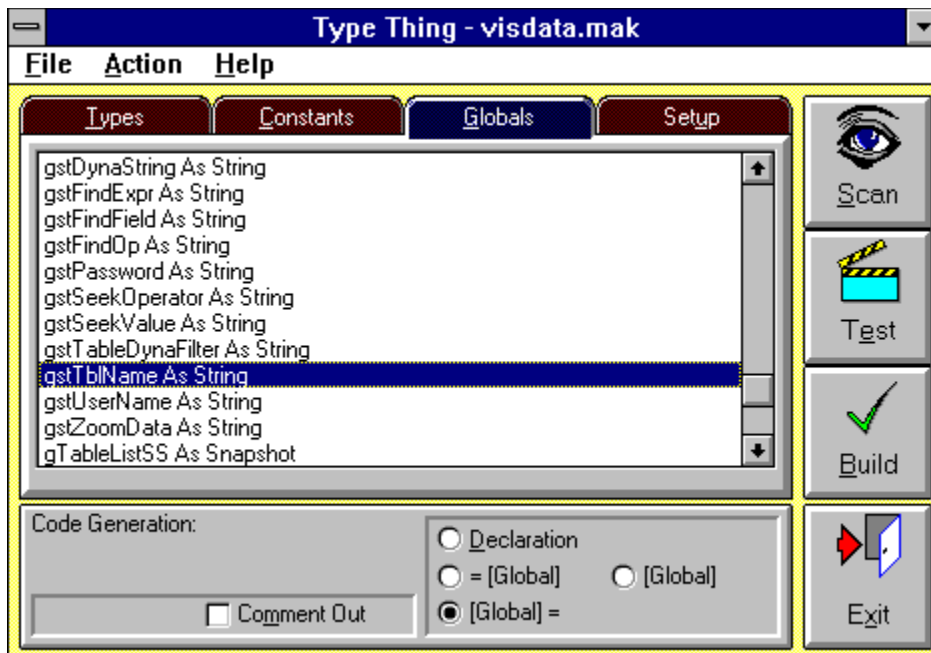 Type Thing - visdata.mak
File Action Help
Types Constants Globals Setup
gstDynaString As String
gstFindExpr As String
gstFindField As String
gstFindOp As String
gstPassword As String
gstSeekOperator As String
gstSeekValue As String
gstTableDynaFilter As String
gstTblName As String
gstUserName As String
gstZoomData As String
gTableListSS As Snapshot
Scan
Test
Build
Exit
Code Generation:
Comment Out
Declaration
= [Global] [Global]
[Global] =